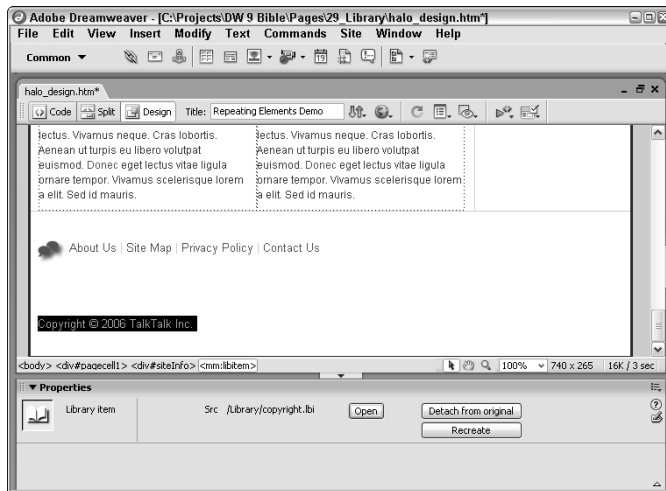 Adobe Dreamweaver - [C:\Projects\DW 9 Bible\Pages\29_Library\halo_design.htm*]
File Edit View Insert Modify Text Commands Site Window Help
Common
halo_design.htm*
Code Split Design Title: Repeating Elements Demo
lectus. Vivamus neque. Cras lobortis. lectus. Vivamus neque. Cras lobortis.
Aenean ut turpis eu libero volutpat Aenean ut turpis eu libero volutpat
euismod. Donec eget lectus vitae ligula euismod. Donec eget lectus vitae ligula
ornare tempor. Vivamus scelerisque lorem ornare tempor. Vivamus scelerisque lorem
a elit. Sed id mauris. a elit. Sed id mauris.
About Us | Site Map | Privacy Policy | Contact Us
Copyright © 2006 TalkTalk Inc.
<body> <div#pagecell1> <div#siteInfo> <mm:libitem> 100% 740 x 265 16K / 3 sec
Properties
Library item Src /Library/copyright.lbi Open Detach from original
Recreate